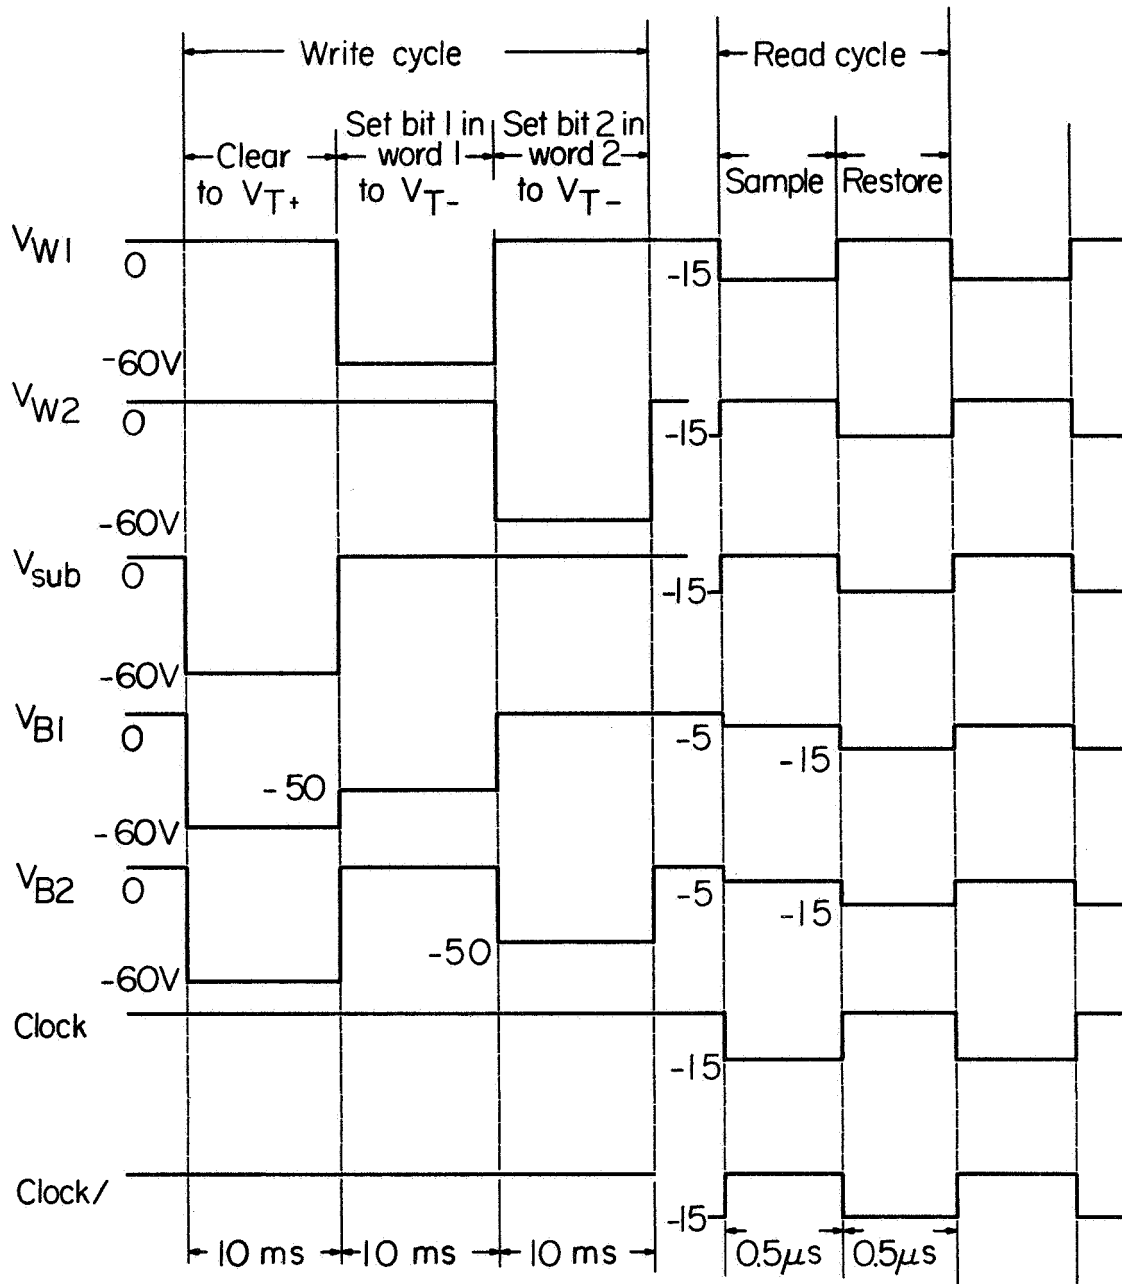 Write cycle
Read cycle
Clear
to VT+
Set bit 1 in
word 1
to VT-
Set bit 2 in
word 2
to VT-
Sample
Restore
VW1
0
-15
-60V
VW2
0
-15
-60V
Vsub
0
-15
-60V
VB1
0
-5
-15
-50
-60V
VB2
0
-5
-15
-50
-60V
Clock
-15
Clock/
-15
10 ms
10 ms
10 ms
0.5μs
0.5μs